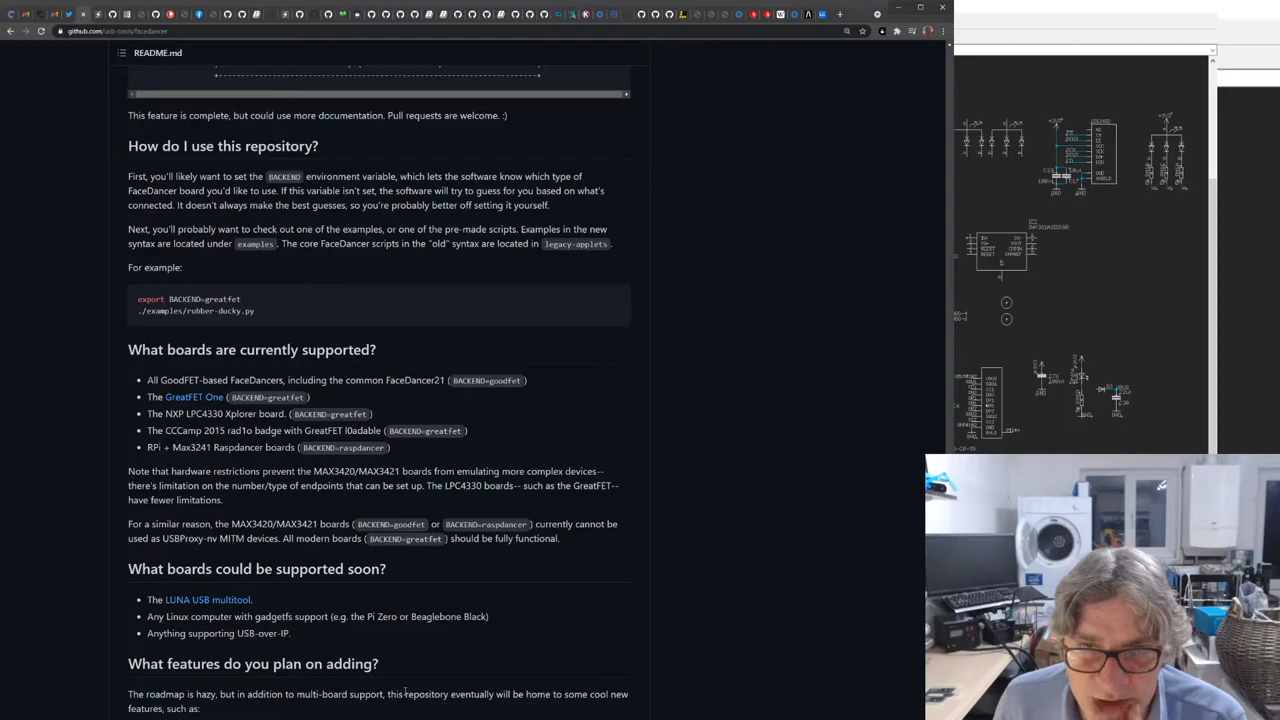 github.com/usb-tools/facedancer
README.md
This feature is complete, but could use more documentation. Pull requests are welcome. :)
How do I use this repository?
First, you'll likely want to set the BACKEND environment variable, which lets the software know which type of
FaceDancer board you'd like to use. If this variable isn't set, the software will try to guess for you based on what's
connected. It doesn't always make the best guesses, so you're probably better off setting it yourself.
Next, you'll probably want to check out one of the examples, or one of the pre-made scripts. Examples in the new
syntax are located under examples. The core FaceDancer scripts in the "old" syntax are located in legacy-applets.
For example:
export BACKEND=greatfet
./examples/rubber-ducky.py
What boards are currently supported?
• All GoodFET-based FaceDancers, including the common FaceDancer21 (BACKEND=goodfet)
• The GreatFET One (BACKEND=greatfet)
• The NXP LPC4330 Xplorer board. (BACKEND=greatfet)
• The CCCamp 2015 rad1o badge with GreatFET l0adable (BACKEND=greatfet)
• RPi + Max3241 Raspdancer Boards (BACKEND=raspdancer)
Note that hardware restrictions prevent the MAX3420/MAX3421 boards from emulating more complex devices--
there's limitation on the number/type of endpoints that can be set up. The LPC4330 boards-- such as the GreatFET--
have fewer limitations.
For a similar reason, the MAX3420/MAX3421 boards (BACKEND=goodfet or BACKEND=raspdancer) currently cannot be
used as USBProxy-nv MITM devices. All modern boards (BACKEND=greatfet) should be fully functional.
What boards could be supported soon?
• The LUNA USB multitool.
• Any Linux computer with gadgetfs support (e.g. the Pi Zero or Beaglebone Black)
• Anything supporting USB-over-IP.
What features do you plan on adding?
The roadmap is hazy, but in addition to multi-board support, this repository eventually will be home to some cool new
features, such as: